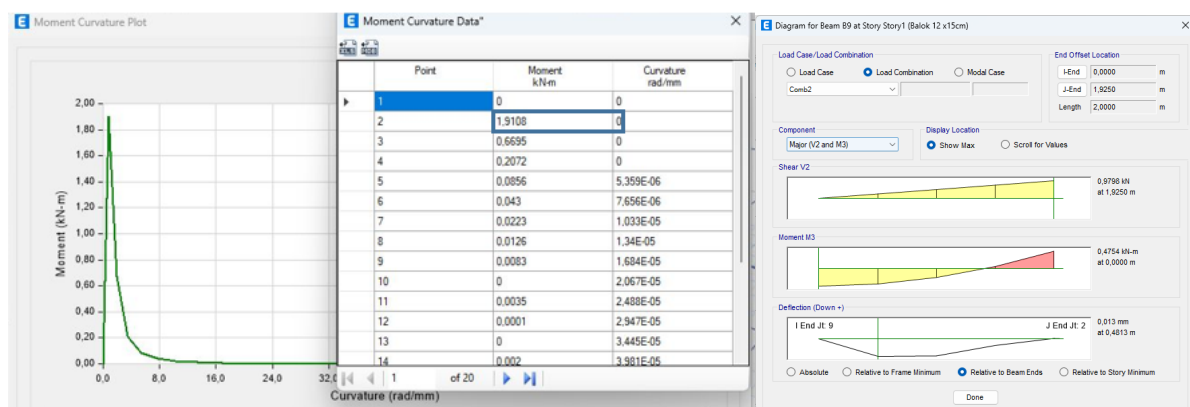 Moment Curvature Plot
2,00
1,80
1,60
1,40
1,20
1,00
0,80
0,60
0,40
0,20
0,00
Moment (kN-m)
0,0 8,0 16,0 24,0 32,0
Curvature (rad/mm)
Moment Curvature Data"
Point Moment kN-m Curvature rad/mm
1 0 0
2 1,9108 0
3 0,6695 0
4 0,2072 0
5 0,0856 5,359E-06
6 0,043 7,656E-06
7 0,0223 1,033E-05
8 0,0126 1,34E-05
9 0,0083 1,684E-05
10 0 2,067E-05
11 0,0035 2,488E-05
12 0,0001 2,947E-05
13 0 3,445E-05
14 0,002 3,981E-05
1 of 20
Diagram for Beam B9 at Story Story1 (Balok 12 x15cm)
Load Case/Load Combination
Load Case Load Combination Modal Case
Comb2
End Offset Location
I-End 0,0000 m
J-End 1,9250 m
Length 2,0000 m
Component
Major (V2 and M3)
Display Location
Show Max Scroll for Values
Shear V2
0,9798 kN
at 1,9250 m
Moment M3
0,4754 kN-m
at 0,0000 m
Deflection (Down +)
I End Jt: 9 J End Jt: 2
0,013 mm
at 0,4813 m
Absolute Relative to Frame Minimum Relative to Beam Ends Relative to Story Minimum
Done